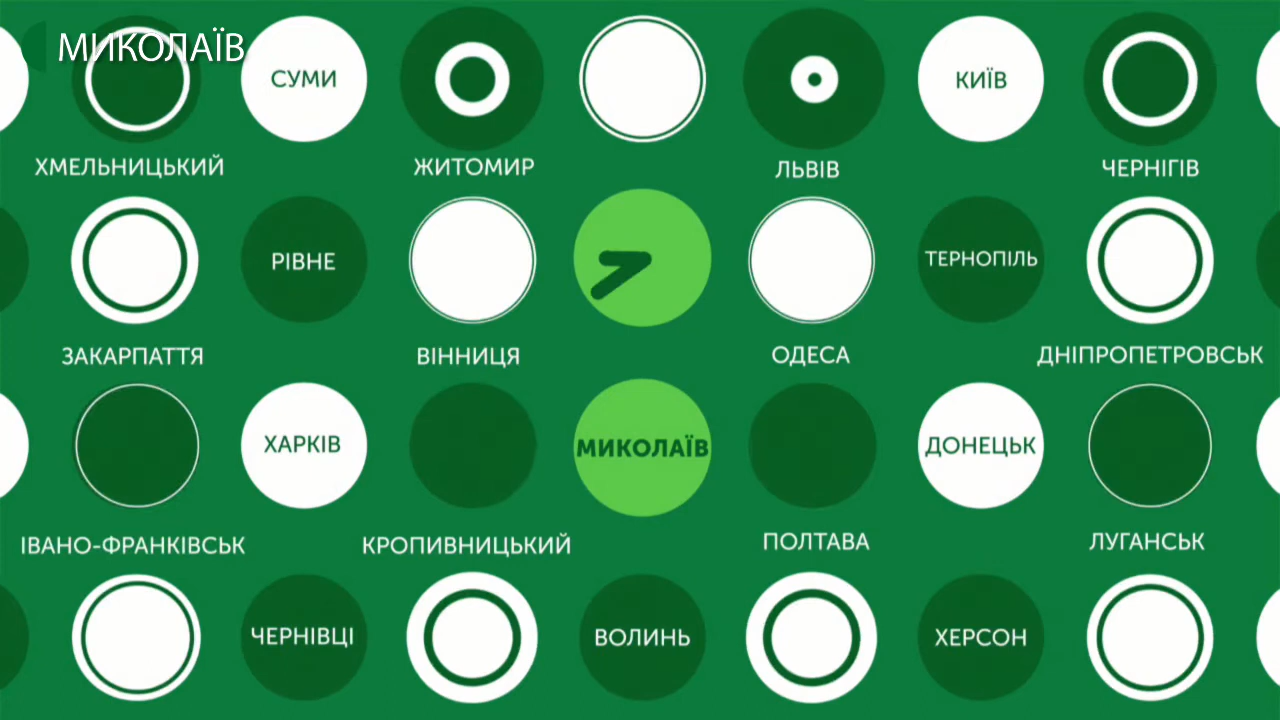 МИКОЛАЇВ
СУМИ
КИЇВ
ХМЕЛЬНИЦЬКИЙ
ЖИТОМИР
ЛЬВІВ
ЧЕРНІГІВ
РІВНЕ
ТЕРНОПІЛЬ
ЗАКАРПАТТЯ
ВІННИЦЯ
ОДЕСА
ДНІПРОПЕТРОВСЬК
ХАРКІВ
МИКОЛАЇВ
ДОНЕЦЬК
ІВАНО-ФРАНКІВСЬК
КРОПИВНИЦЬКИЙ
ПОЛТАВА
ЛУГАНСЬК
ЧЕРНІВЦІ
ВОЛИНЬ
ХЕРСОН